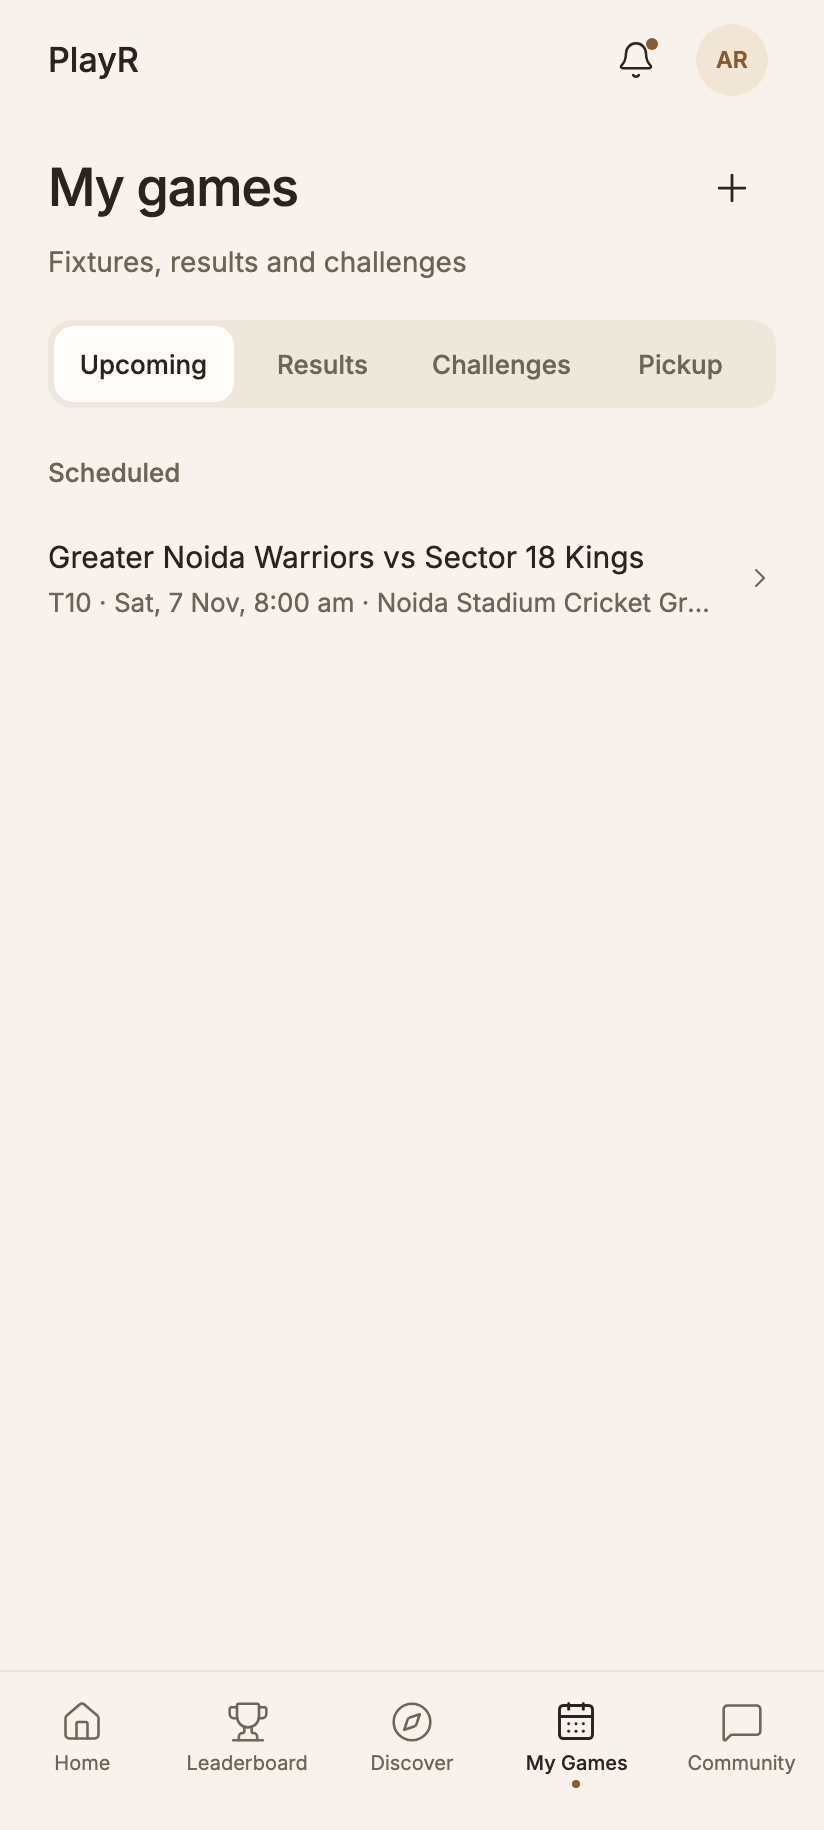 PlayR
AR
My games
Fixtures, results and challenges
Upcoming Results Challenges Pickup
Scheduled
Greater Noida Warriors vs Sector 18 Kings
T10 · Sat, 7 Nov, 8:00 am · Noida Stadium Cricket Gr...
Home Leaderboard Discover My Games Community